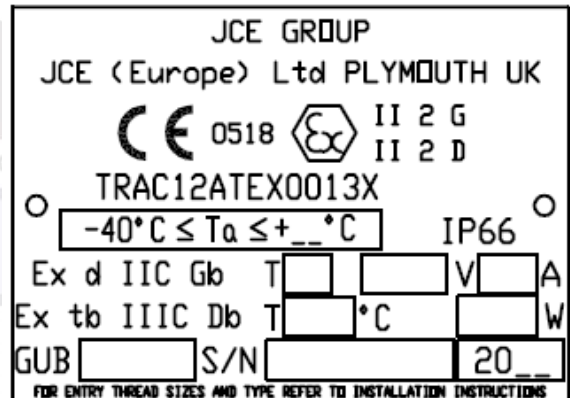 JCE GROUP
JCE (Europe) Ltd PLYMOUTH UK
CE 0518 Ex II 2 G
II 2 D
TRAC12ATEX0013X
-40°C ≤ Ta ≤ +__°C IP66
Ex d IIC Gb T V A
Ex tb IIIC Db T °C W
GUB S/N 20__
FOR ENTRY THREAD SIZES AND TYPE REFER TO INSTALLATION INSTRUCTIONS